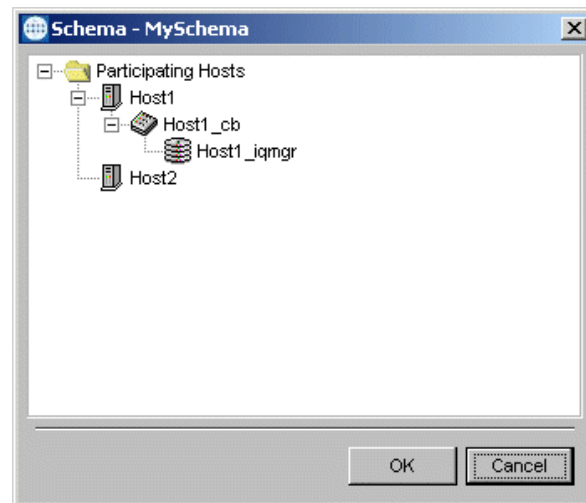 Schema - MySchema
Participating Hosts
Host1
Host1_cb
Host1_iqmgr
Host2
OK Cancel